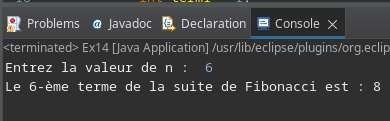 Problems Javadoc Declaration Console
<terminated> Ex14 [Java Application] /usr/lib/eclipse/plugins/org.eclip
Entrez la valeur de n : 6
Le 6-ème terme de la suite de Fibonacci est : 8